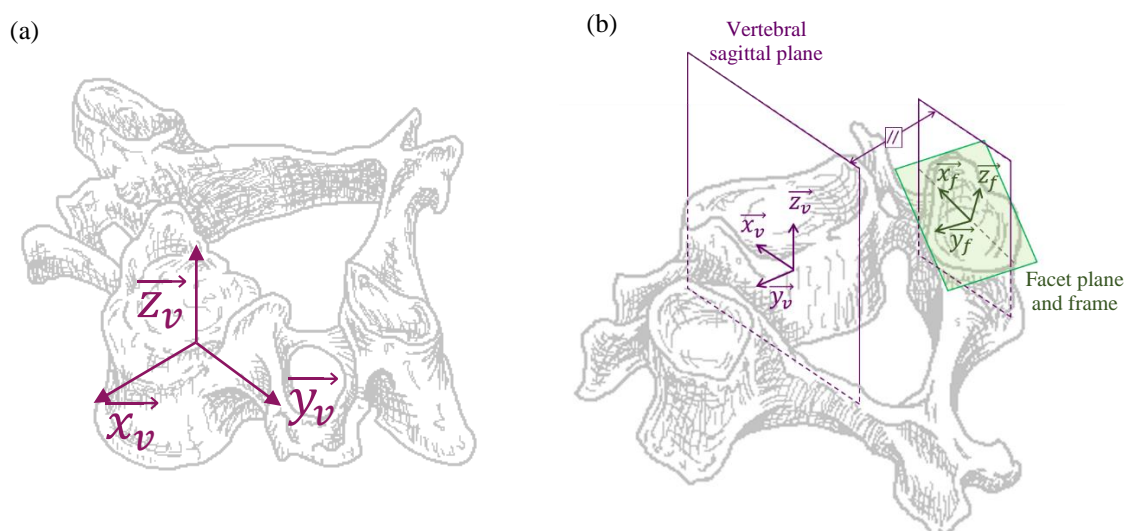 (a)
(b)
Vertebral
sagittal plane
//
x_f
z_f
y_f
z_v
x_v
y_v
Facet plane
and frame
z_v
x_v
y_v